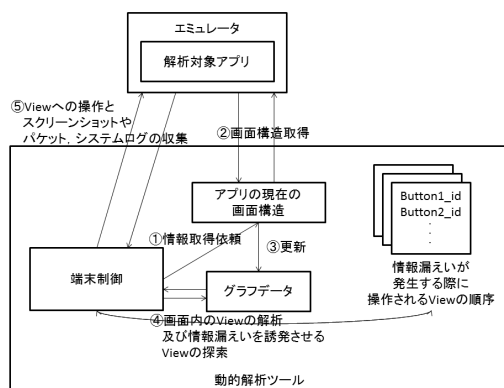 エミュレータ
解析対象アプリ
⑤Viewへの操作と
スクリーンショットや
パケット，システムログの収集
②画面構造取得
アプリの現在の
画面構造
Button1_id
Button2_id
.
.
.
①情報取得依頼
③更新
情報漏えいが
発生する際に
操作されるViewの順序
端末制御
グラフデータ
④画面内のViewの解析
及び情報漏えいを誘発させる
Viewの探索
動的解析ツール